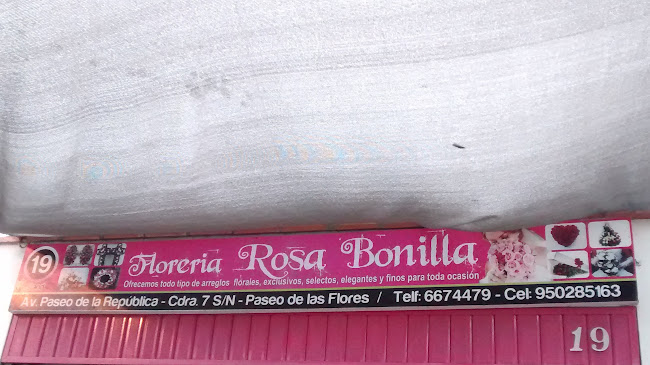 19
Floreria Rosa Bonilla
Ofrecemos todo tipo de arreglos florales, exclusivos, selectos, elegantes y finos para toda ocasión
Av. Paseo de la República - Cdra. 7 S/N - Paseo de las Flores / Telf: 6674479 - Cel: 950285163
19